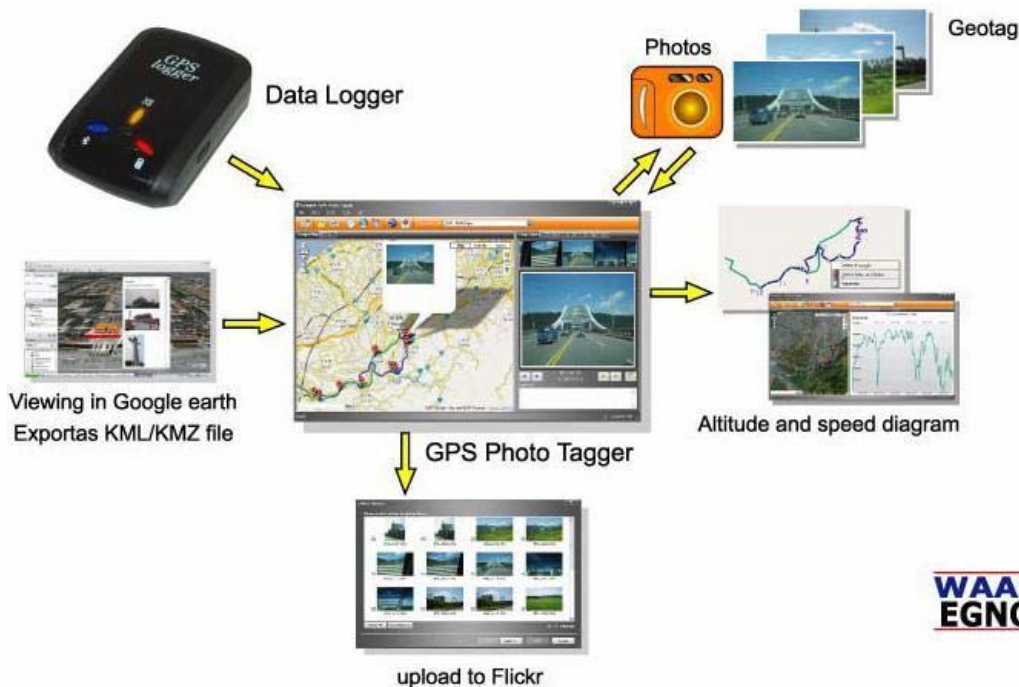 GPS
logger
Data Logger
Photos
Geotag
Viewing in Google earth
Exportas KML/KMZ file
GPS Photo Tagger
Altitude and speed diagram
upload to Flickr
WAA
EGNO